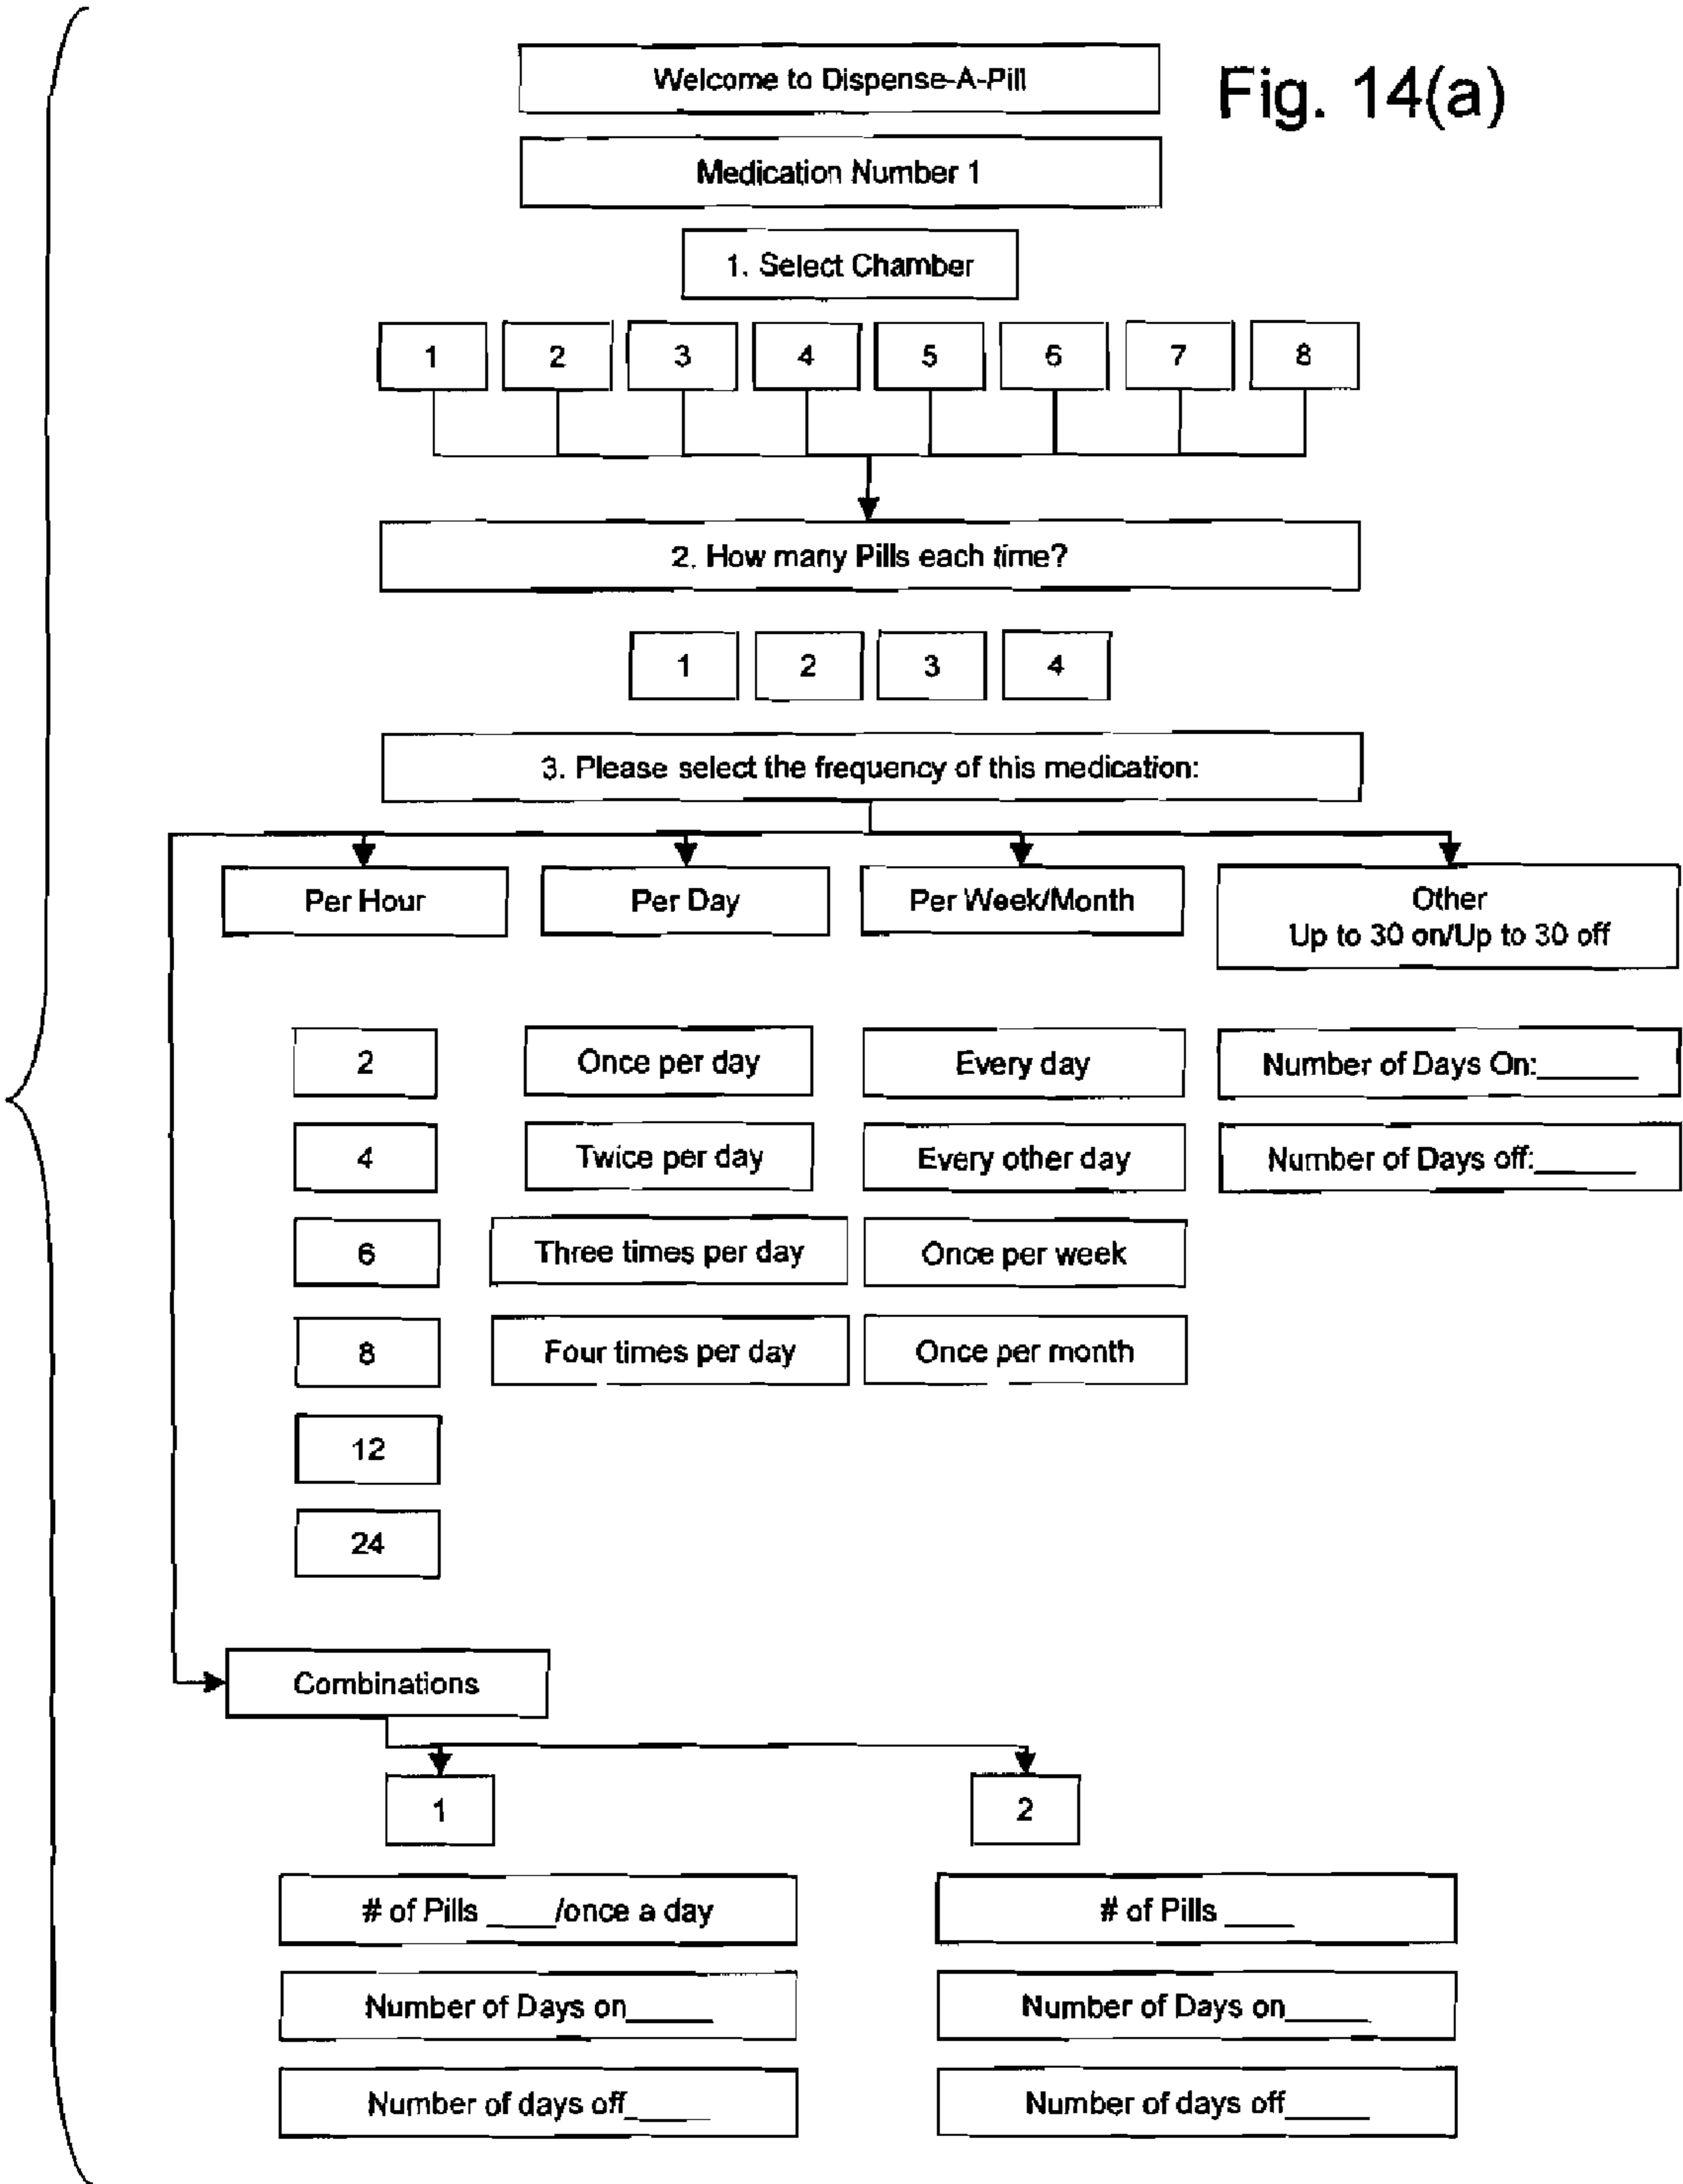 Fig. 14(a)
Welcome to Dispense-A-Pill
Medication Number 1
1. Select Chamber
1 2 3 4 5 6 7 8
2. How many Pills each time?
1 2 3 4
3. Please select the frequency of this medication:
Per Hour
Per Day
Per Week/Month
Other
Up to 30 on/Up to 30 off
2
4
6
8
12
24
Once per day
Twice per day
Three times per day
Four times per day
Every day
Every other day
Once per week
Once per month
Number of Days On:______
Number of Days off:______
Combinations
1
# of Pills ____/once a day
Number of Days on_____
Number of days off_____
2
# of Pills ____
Number of Days on_____
Number of days off_____